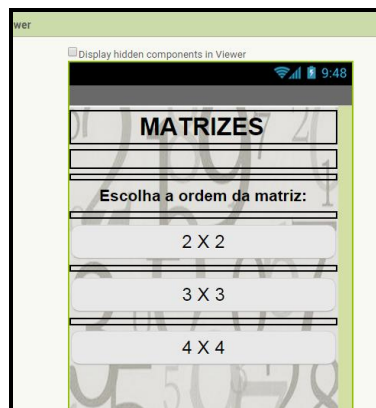 wer
Display hidden components in Viewer
9:48
MATRIZES
Escolha a ordem da matriz:
2 X 2
3 X 3
4 X 4